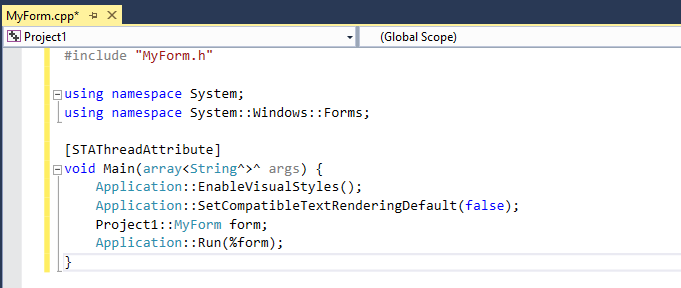 MyForm.cpp*
Project1 (Global Scope)
#include "MyForm.h"
using namespace System;
using namespace System::Windows::Forms;
[STAThreadAttribute]
void Main(array<String^>^ args) {
    Application::EnableVisualStyles();
    Application::SetCompatibleTextRenderingDefault(false);
    Project1::MyForm form;
    Application::Run(%form);
}